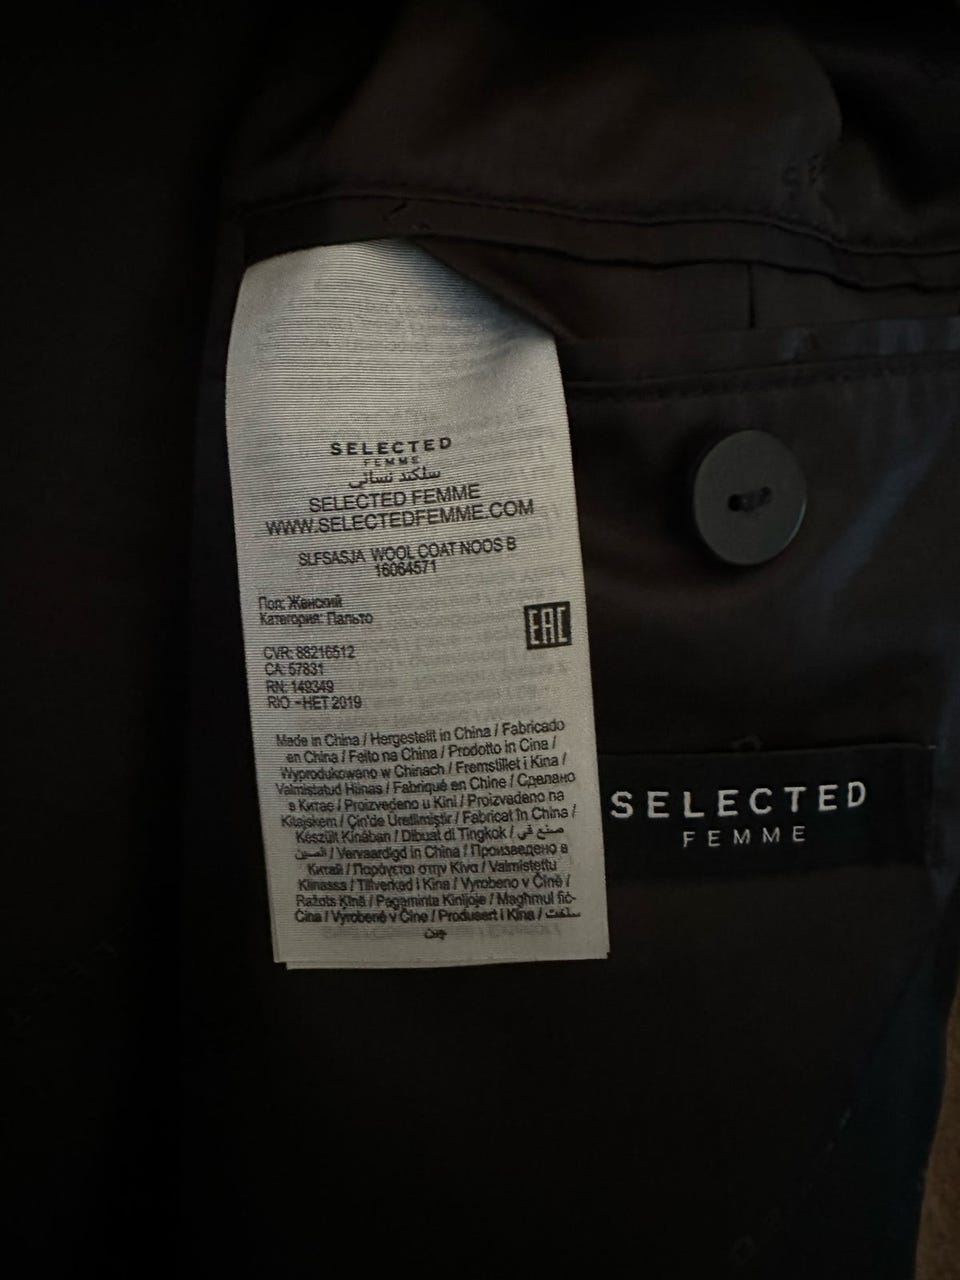 SELECTED
FEMME
سلكتد نسائي
SELECTED FEMME
WWW.SELECTEDFEMME.COM
SLFSASJA WOOL COAT NOOS B
16064571
Пол: Женский
Категория: Пальто
EAC
CVR: 88216512
CA: 57831
RN: 149349
RIO -HET 2019
Made in China / Hergestellt in China / Fabricado
en China / Feito na China / Prodotto in Cina /
Wyprodukowano w Chinach / Fremstillet i Kina /
Valmistatud Hiinas / Fabriqué en Chine / Сделано
в Китае / Proizvedeno u Kini / Proizvedeno na
Kitajskem / Çin'de Üretilmiştir / Fabricat în China /
Készült Kínában / Dibuat di Tingkok / صنع في
الصين / Vervaardigd in China / Произведено в
Китай / Παράγεται στην Κίνα / Valmistettu
Kiinassa / Tillverkad i Kina / Vyrobeno v Číně /
Ražots Ķīnā / Pagaminta Kinijoje / Maghmul fiċ-
Ċina / Vyrobené v Číne / Produsert i Kina / ساخت
چین
SELECTED
FEMME